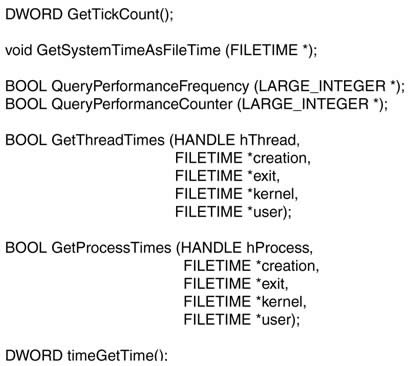 DWORD GetTickCount();
void GetSystemTimeAsFileTime (FILETIME *);
BOOL QueryPerformanceFrequency (LARGE_INTEGER *);
BOOL QueryPerformanceCounter (LARGE_INTEGER *);
BOOL GetThreadTimes (HANDLE hThread,
FILETIME *creation,
FILETIME *exit,
FILETIME *kernel,
FILETIME *user);
BOOL GetProcessTimes (HANDLE hProcess,
FILETIME *creation,
FILETIME *exit,
FILETIME *kernel,
FILETIME *user);
DWORD timeGetTime();